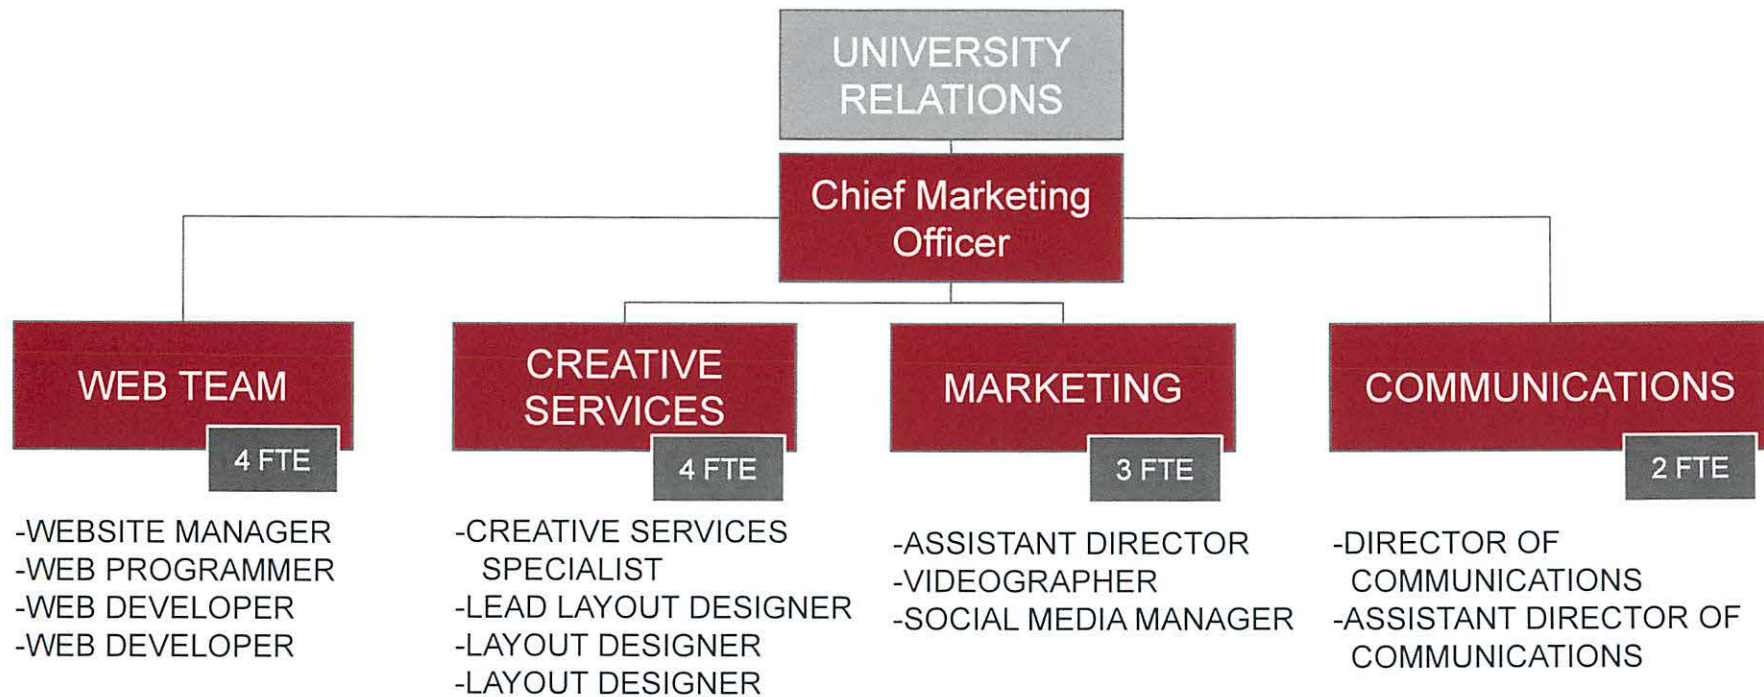 UNIVERSITY
RELATIONS
Chief Marketing
Officer
WEB TEAM
4 FTE
-WEBSITE MANAGER
-WEB PROGRAMMER
-WEB DEVELOPER
-WEB DEVELOPER
CREATIVE
SERVICES
4 FTE
-CREATIVE SERVICES
SPECIALIST
-LEAD LAYOUT DESIGNER
-LAYOUT DESIGNER
-LAYOUT DESIGNER
MARKETING
3 FTE
-ASSISTANT DIRECTOR
-VIDEOGRAPHER
-SOCIAL MEDIA MANAGER
COMMUNICATIONS
2 FTE
-DIRECTOR OF
COMMUNICATIONS
-ASSISTANT DIRECTOR OF
COMMUNICATIONS